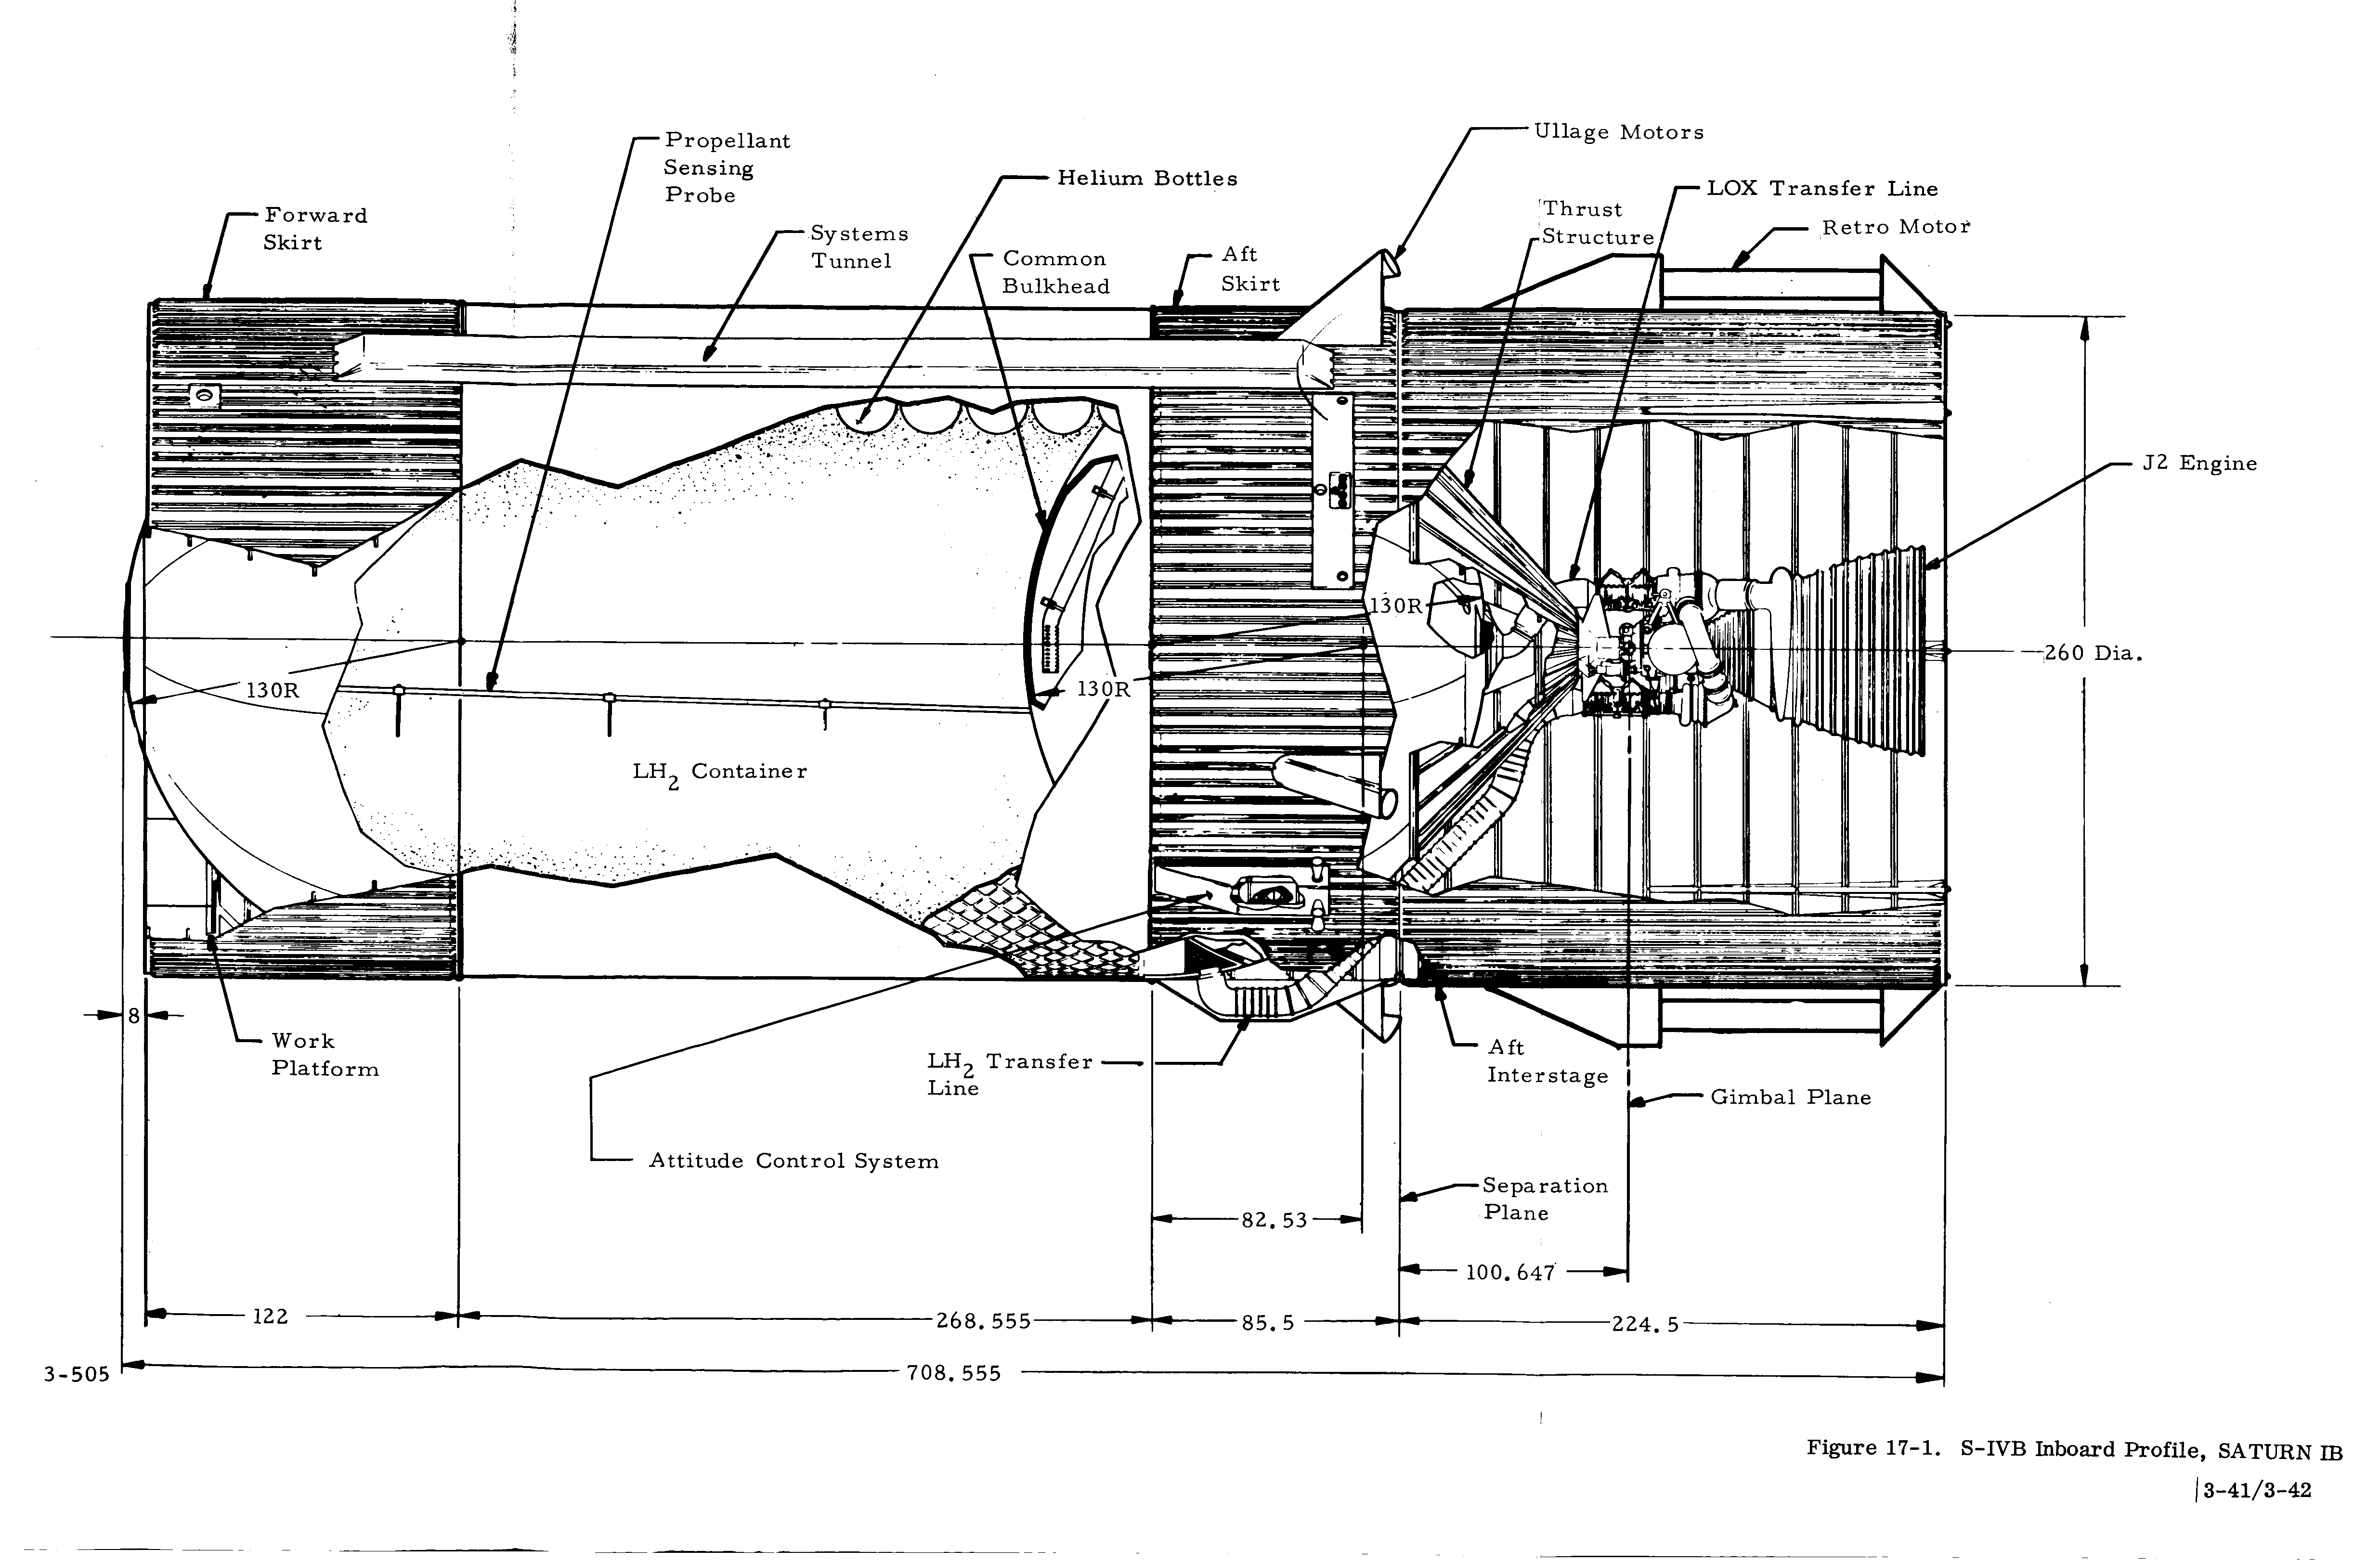 Propellant
Sensing
Probe
Ullage Motors
Helium Bottles
LOX Transfer Line
Thrust
Structure
Retro Motor
Forward
Skirt
Systems
Tunnel
Common
Bulkhead
Aft
Skirt
J2 Engine
130R
130R
130R
260 Dia.
LH2 Container
8
Work
Platform
LH2 Transfer
Line
Aft
Interstage
Gimbal Plane
Attitude Control System
Separation
Plane
82.53
100.647
122
268.555
85.5
224.5
3-505
708.555
Figure 17-1. S-IVB Inboard Profile, SATURN IB
3-41/3-42